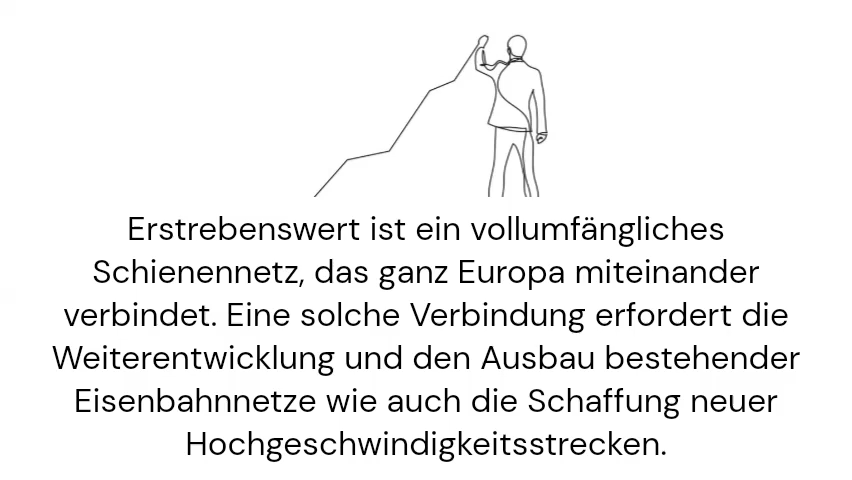 Erstrebenswert ist ein vollumfängliches
Schienennetz, das ganz Europa miteinander
verbindet. Eine solche Verbindung erfordert die
Weiterentwicklung und den Ausbau bestehender
Eisenbahnnetze wie auch die Schaffung neuer
Hochgeschwindigkeitsstrecken.